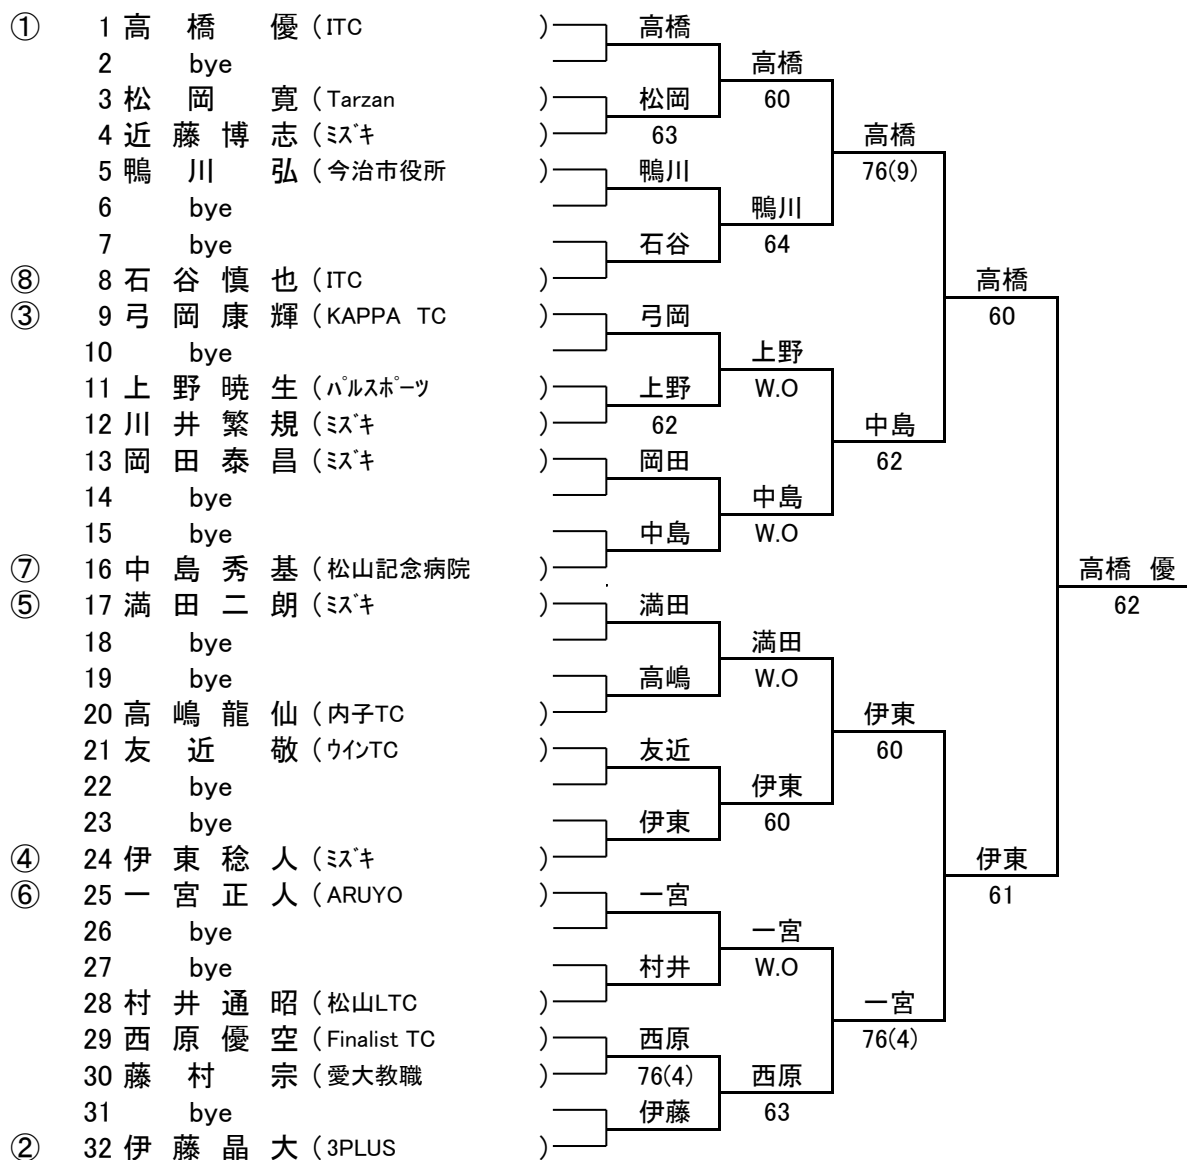 ① 1 高橋優 (ITC ) 高橋
2 bye 高橋
3 松岡寛 (Tarzan ) 松岡 60
4 近藤博志 (ﾐｽﾞｷ ) 63 高橋
5 鴨川弘 (今治市役所 ) 鴨川 76(9)
6 bye 鴨川
7 bye 石谷 64
⑧ 8 石谷慎也 (ITC ) 高橋
③ 9 弓岡康輝 (KAPPA TC ) 弓岡 60
10 bye 上野
11 上野暁生 (ﾊﾟﾙｽﾎﾟｰﾂ ) 上野 W.O
12 川井繁規 (ﾐｽﾞｷ ) 62 中島
13 岡田泰昌 (ﾐｽﾞｷ ) 岡田 62
14 bye 中島
15 bye 中島 W.O
⑦ 16 中島秀基 (松山記念病院 ) 高橋 優
⑤ 17 満田二朗 (ﾐｽﾞｷ ) 満田 62
18 bye 満田
19 bye 高嶋 W.O
20 高嶋龍仙 (内子TC ) 伊東
21 友近敬 (ｳｲﾝTC ) 友近 60
22 bye 伊東
23 bye 伊東 60
④ 24 伊東稔人 (ﾐｽﾞｷ ) 伊東
⑥ 25 一宮正人 (ARUYO ) 一宮 61
26 bye 一宮
27 bye 村井 W.O
28 村井通昭 (松山LTC ) 一宮
29 西原優空 (Finalist TC ) 西原 76(4)
30 藤村宗 (愛大教職 ) 76(4) 西原
31 bye 伊藤 63
② 32 伊藤晶大 (3PLUS )